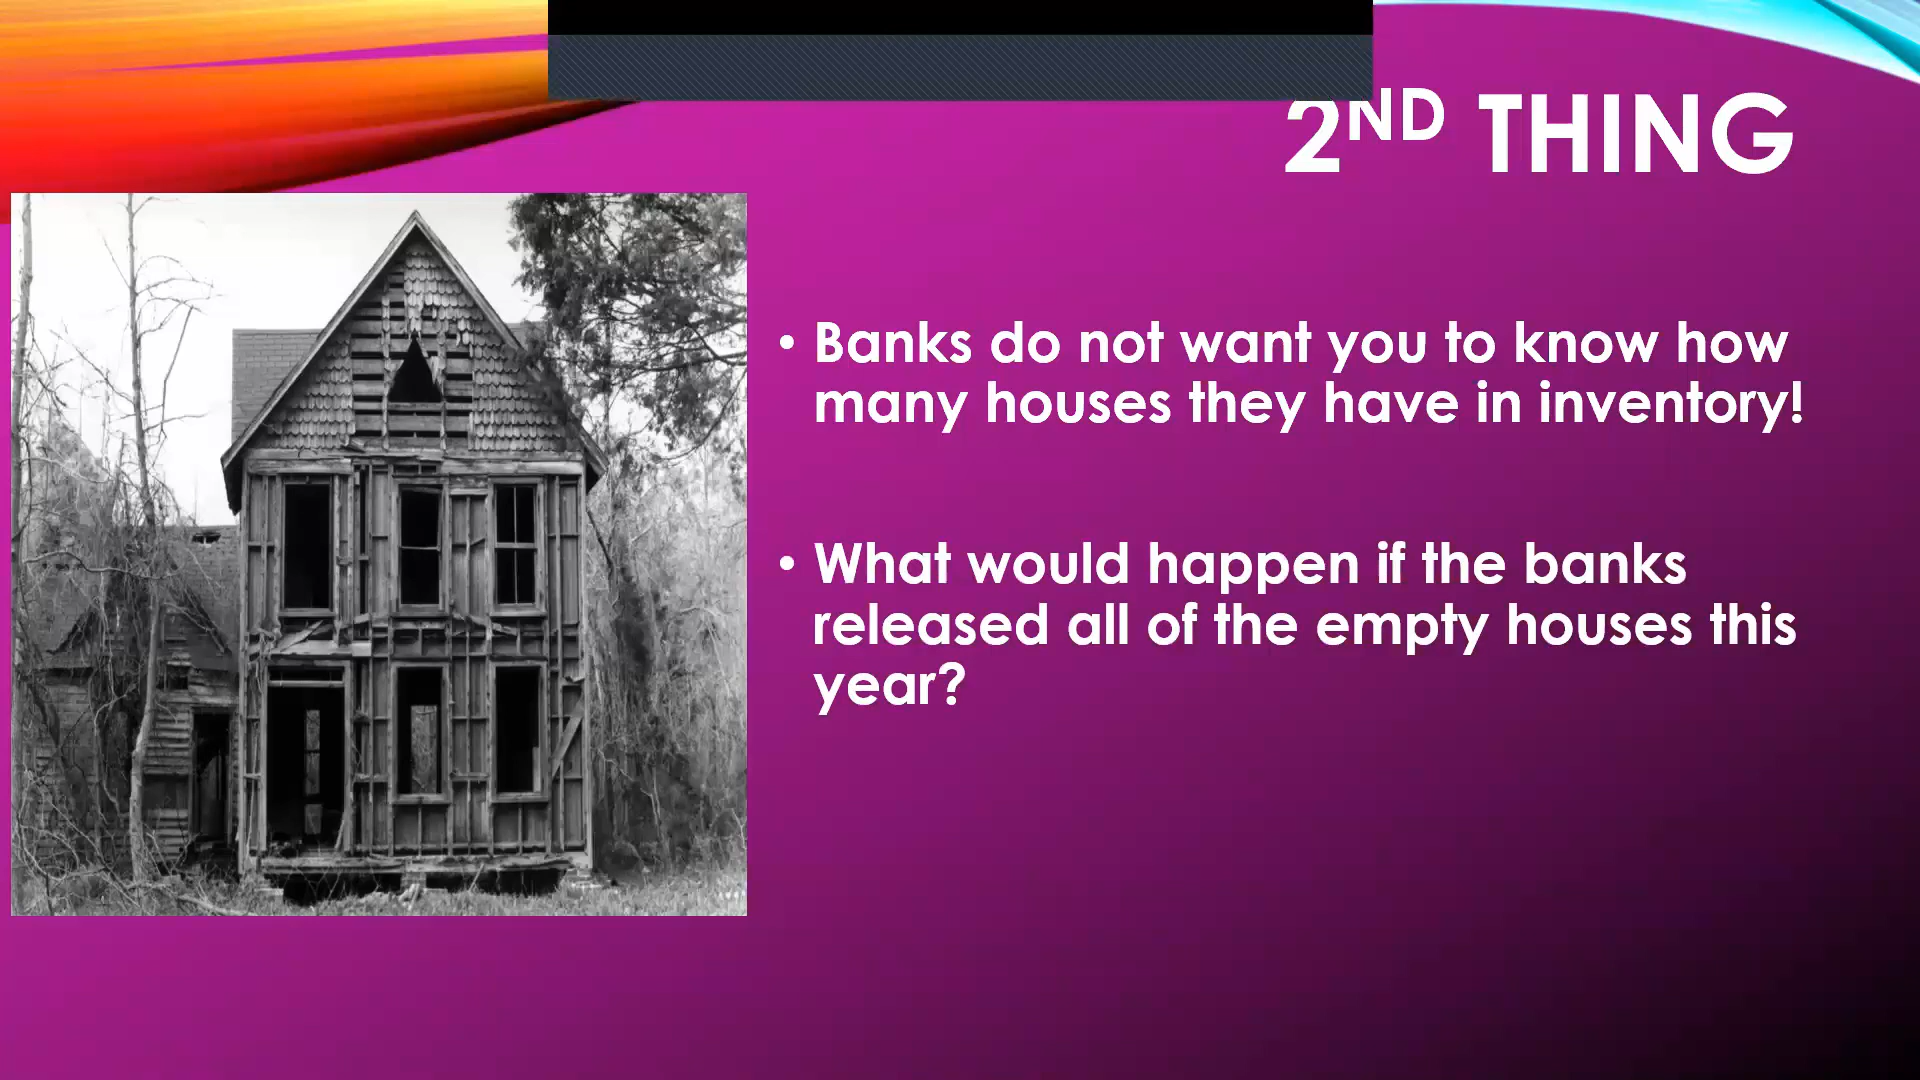 2ND THING
• Banks do not want you to know how
many houses they have in inventory!
• What would happen if the banks
released all of the empty houses this
year?